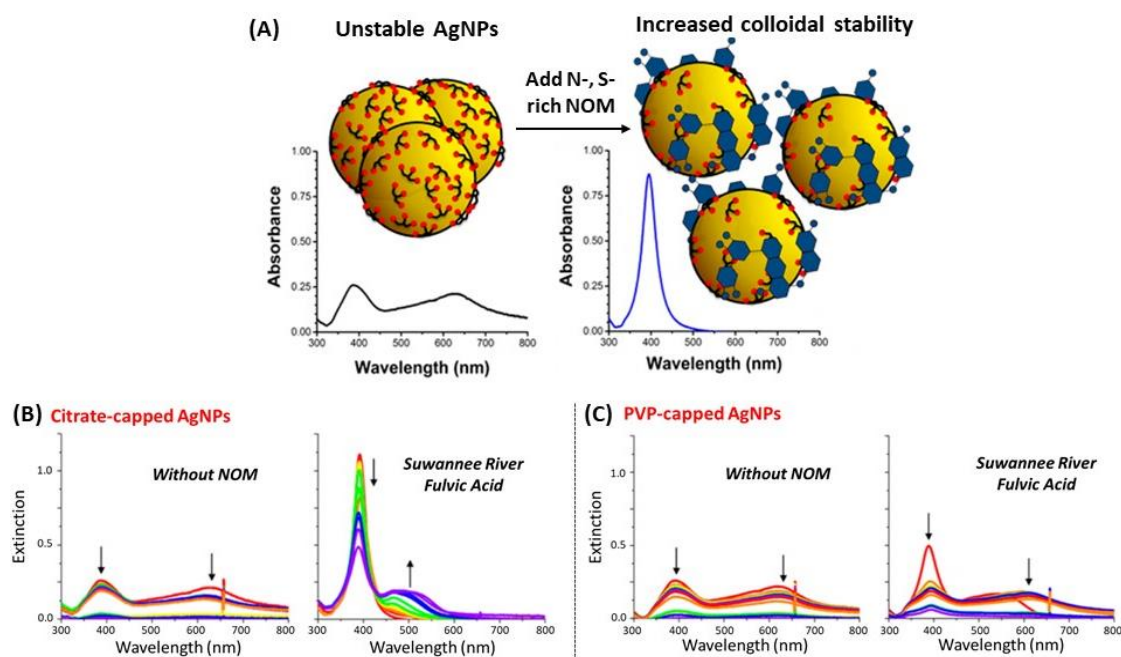 (A)
Unstable AgNPs
Increased colloidal stability
Add N-, S-
rich NOM
Absorbance
1.00
0.75
0.50
0.25
0.00
300 400 500 600 700 800
Wavelength (nm)
Absorbance
1.00
0.75
0.50
0.25
0.00
300 400 500 600 700 800
Wavelength (nm)
(B) Citrate-capped AgNPs
Extinction
1.0
0.5
0.0
Without NOM
300 400 500 600 700 800
Wavelength (nm)
Suwannee River
Fulvic Acid
300 400 500 600 700 800
Wavelength (nm)
(C) PVP-capped AgNPs
Extinction
1.0
0.5
0.0
Without NOM
300 400 500 600 700 800
Wavelength (nm)
Suwannee River
Fulvic Acid
300 400 500 600 700 800
Wavelength (nm)